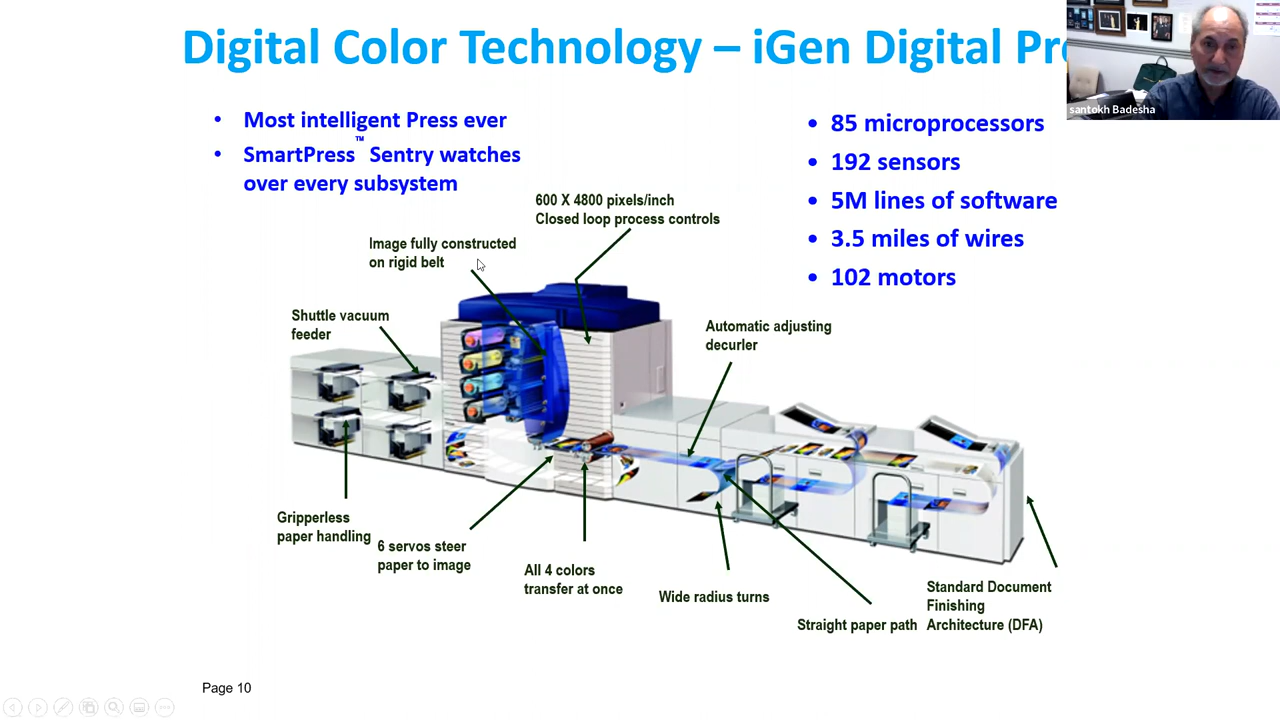 Digital Color Technology – iGen Digital Pr
santokh Badesha
• Most intelligent Press ever
• SmartPress™ Sentry watches
over every subsystem
• 85 microprocessors
• 192 sensors
• 5M lines of software
• 3.5 miles of wires
• 102 motors
600 X 4800 pixels/inch
Closed loop process controls
Image fully constructed
on rigid belt
Shuttle vacuum
feeder
Automatic adjusting
decurler
Gripperless
paper handling
6 servos steer
paper to image
All 4 colors
transfer at once
Wide radius turns
Straight paper path
Standard Document
Finishing
Architecture (DFA)
Page 10